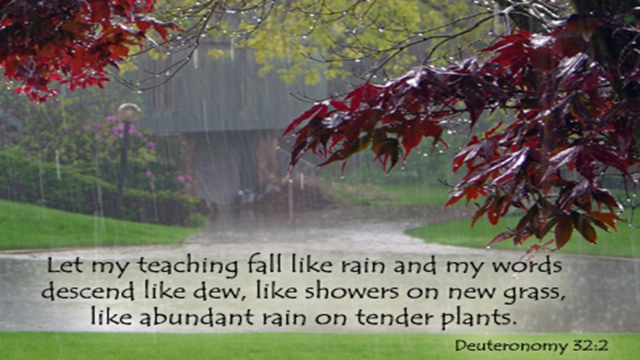 Let my teaching fall like rain and my words
descend like dew, like showers on new grass,
like abundant rain on tender plants.
Deuteronomy 32:2